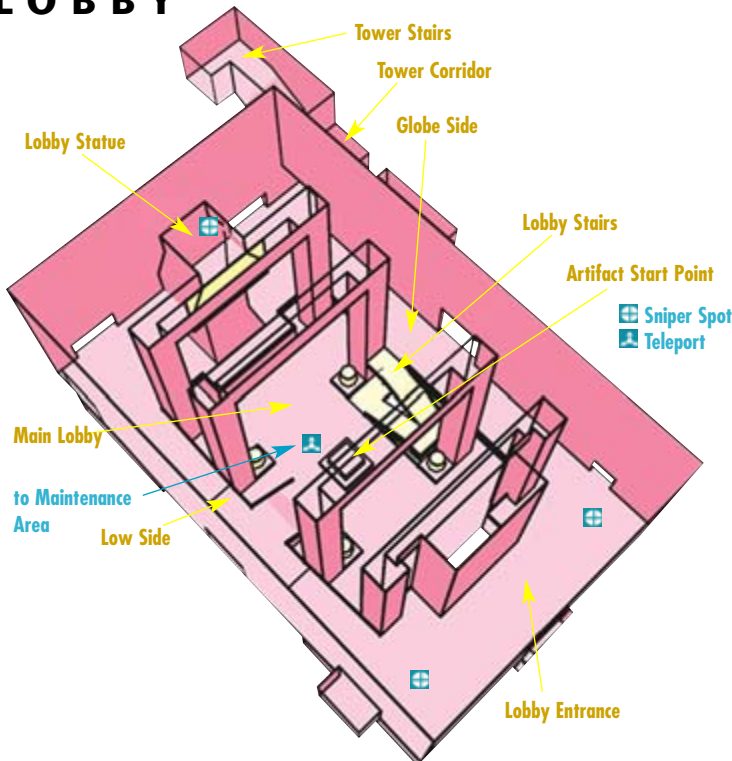 LOBBY
Tower Stairs
Tower Corridor
Globe Side
Lobby Statue
Lobby Stairs
Artifact Start Point
Sniper Spot
Teleport
Main Lobby
to Maintenance
Area
Low Side
Lobby Entrance